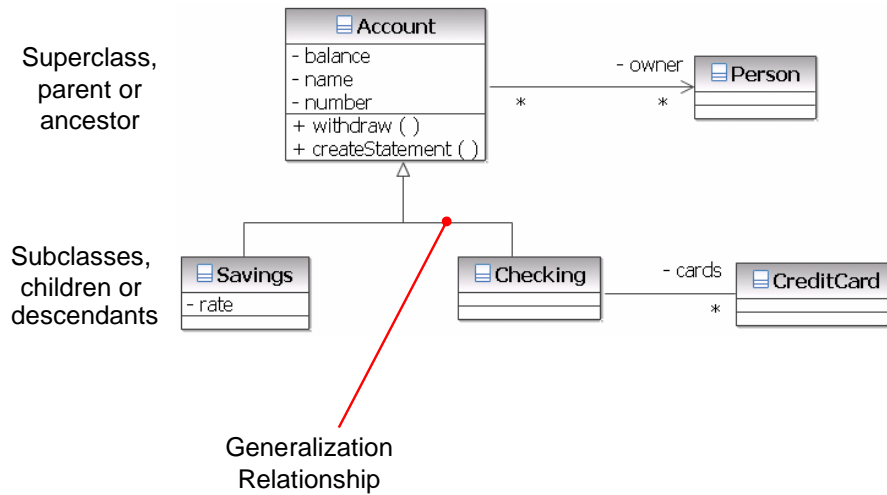 Account
- balance
- name
- number
+ withdraw ( )
+ createStatement ( )
Superclass,
parent or
ancestor
- owner
*
*
Person
Subclasses,
children or
descendants
Savings
- rate
Checking
- cards
*
CreditCard
Generalization
Relationship